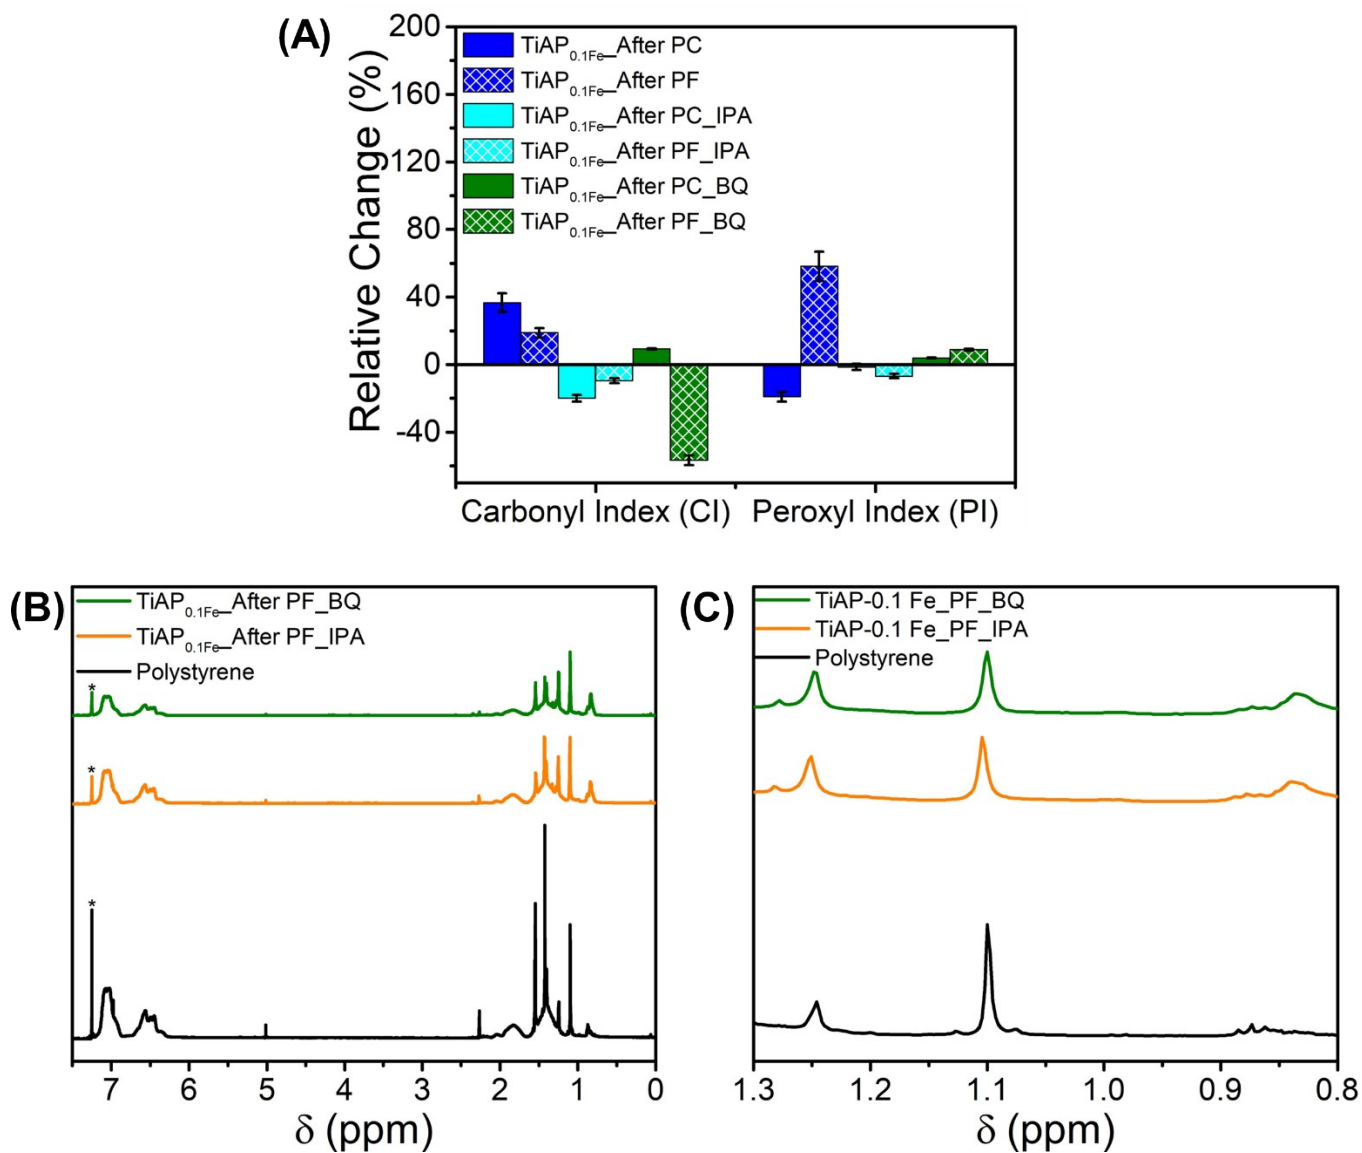 (A)
Relative Change (%)
200
160
120
80
40
0
-40
TiAP0.1Fe_After PC
TiAP0.1Fe_After PF
TiAP0.1Fe_After PC_IPA
TiAP0.1Fe_After PF_IPA
TiAP0.1Fe_After PC_BQ
TiAP0.1Fe_After PF_BQ
Carbonyl Index (CI) Peroxyl Index (PI)
(B)
TiAP0.1Fe_After PF_BQ
TiAP0.1Fe_After PF_IPA
Polystyrene
*
*
*
7 6 5 4 3 2 1 0
δ (ppm)
(C)
TiAP-0.1 Fe_PF_BQ
TiAP-0.1 Fe_PF_IPA
Polystyrene
1.3 1.2 1.1 1.0 0.9 0.8
δ (ppm)